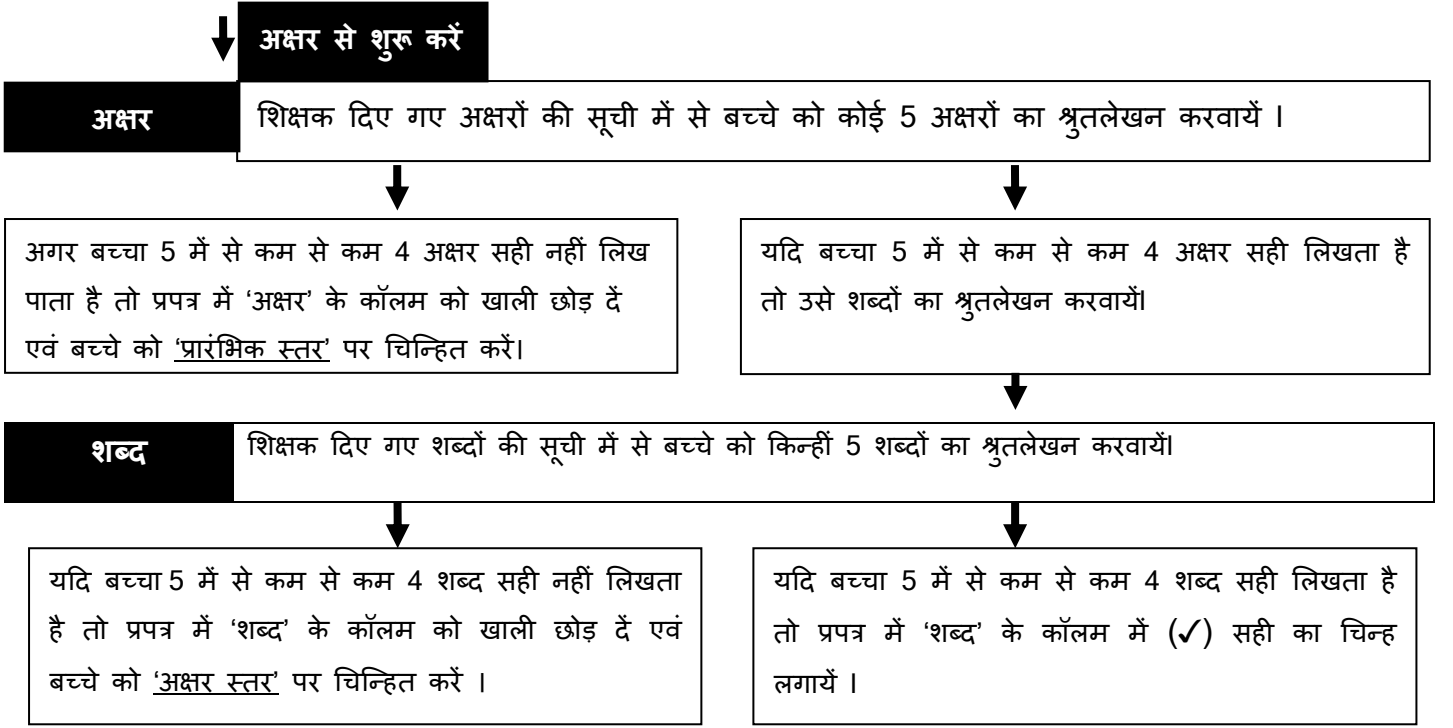 अक्षर से शुरू करें
अक्षर
शिक्षक दिए गए अक्षरों की सूची में से बच्चे को कोई 5 अक्षरों का श्रुतलेखन करवायें ।
अगर बच्चा 5 में से कम से कम 4 अक्षर सही नहीं लिख
पाता है तो प्रपत्र में ‘अक्षर’ के कॉलम को खाली छोड़ दें
एवं बच्चे को ‘प्रारंभिक स्तर’ पर चिन्हित करें।
यदि बच्चा 5 में से कम से कम 4 अक्षर सही लिखता है
तो उसे शब्दों का श्रुतलेखन करवायें।
शब्द
शिक्षक दिए गए शब्दों की सूची में से बच्चे को किन्हीं 5 शब्दों का श्रुतलेखन करवायें।
यदि बच्चा 5 में से कम से कम 4 शब्द सही नहीं लिखता
है तो प्रपत्र में ‘शब्द’ के कॉलम को खाली छोड़ दें एवं
बच्चे को ‘अक्षर स्तर’ पर चिन्हित करें ।
यदि बच्चा 5 में से कम से कम 4 शब्द सही लिखता है
तो प्रपत्र में ‘शब्द’ के कॉलम में (✓) सही का चिन्ह
लगायें ।